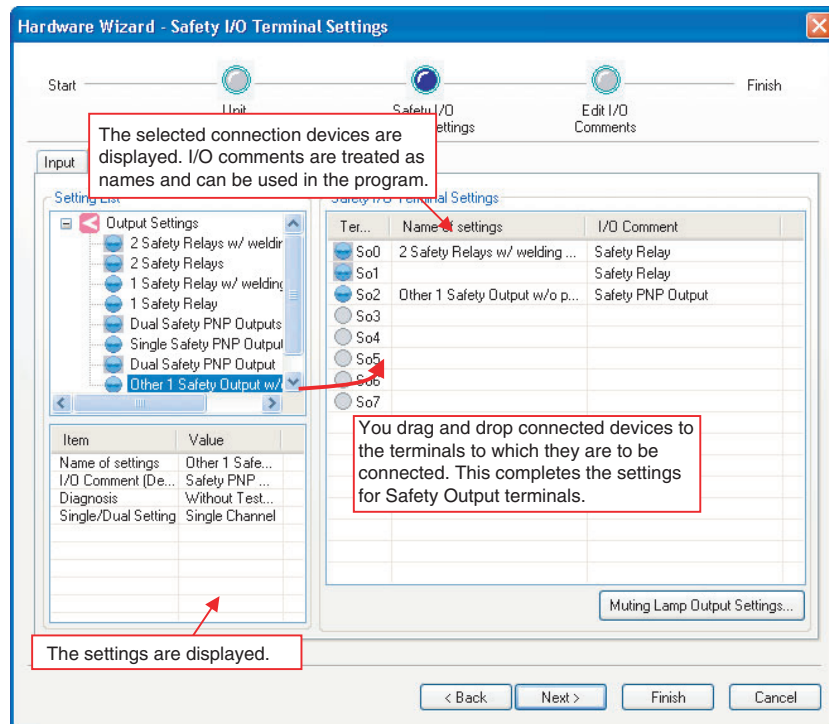 Hardware Wizard - Safety I/O Terminal Settings
Start
Finish
Unit
Safety I/O
ettings
Edit I/O
Comments
The selected connection devices are
displayed. I/O comments are treated as
names and can be used in the program.
Input
Setting List
Output Settings
2 Safety Relays w/ weldir
2 Safety Relays
1 Safety Relay w/ welding
1 Safety Relay
Dual Safety PNP Outputs
Single Safety PNP Output
Dual Safety PNP Output
Other 1 Safety Output w/
Item Value
Name of settings Other 1 Safe...
I/O Comment (De... Safety PNP ...
Diagnosis Without Test...
Single/Dual Setting Single Channel
The settings are displayed.
Safety I/O Terminal Settings
Ter... Name of settings I/O Comment
So0 2 Safety Relays w/ welding ... Safety Relay
So1 Safety Relay
So2 Other 1 Safety Output w/o p... Safety PNP Output
So3
So4
So5
So6
So7
You drag and drop connected devices to
the terminals to which they are to be
connected. This completes the settings
for Safety Output terminals.
Muting Lamp Output Settings...
< Back Next > Finish Cancel